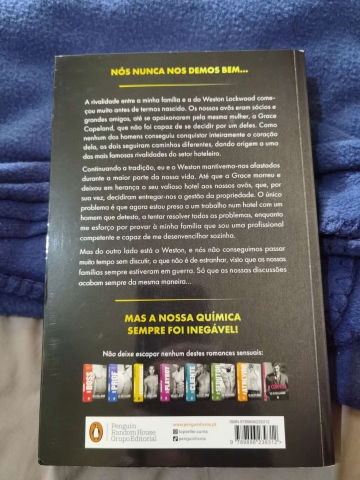 NÓS NUNCA NOS DEMOS BEM...
A rivalidade entre a minha família e a do Weston Lockwood come-
çou muito antes de termos nascido. Os nossos avôs eram sócios e
grandes amigos, até se apaixonarem pela mesma mulher, a Grace
Copeland, que não foi capaz de se decidir por um deles. Como
nenhum dos homens conseguiu conquistar inteiramente o coração
dela, os dois seguiram caminhos diferentes, dando origem a uma
das mais famosas rivalidades do setor hoteleiro.
Continuando a tradição, eu e o Weston mantivemo-nos afastados
durante a maior parte da nossa vida. Até que a Grace morreu e
deixou em herança o seu valioso hotel aos nossos avôs, que, por
sua vez, decidiram entregar-nos a gestão da propriedade. O único
problema é que agora estou presa a um trabalho num hotel com um
homem que detesto, a tentar resolver todos os problemas, enquanto
me esforço por provar à minha família que sou uma profissional
competente e capaz de me desenvencilhar sozinha.
Mas do outro lado está o Weston, e nós não conseguimos passar
muito tempo sem discutir, o que não é de estranhar, visto que as nossas
famílias sempre estiveram em guerra. Só que as nossas discussões
acabam sempre da mesma maneira...
MAS A NOSSA QUÍMICA
SEMPRE FOI INEGÁVEL!
Não deixe escapar nenhum destes romances sensuais:
BOSS
PLAYBOY
CLIENTE
Penguin
Random House
Grupo Editorial
www.penguinlivros.pt
penguinlivros